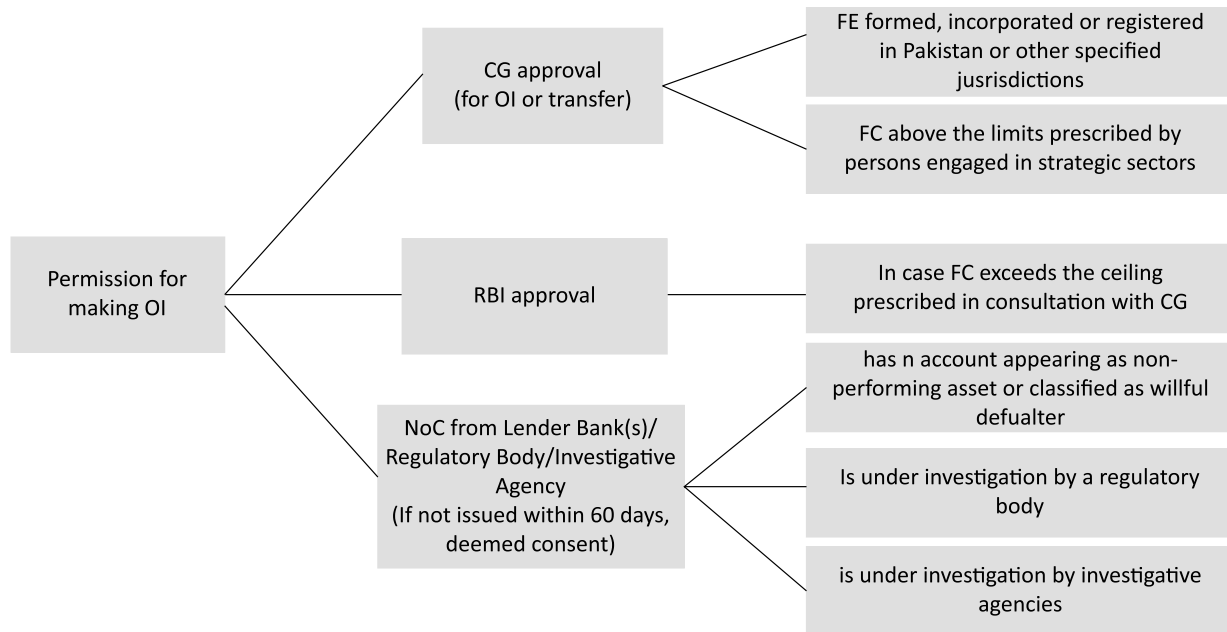 Permission for
making OI
CG approval
(for OI or transfer)
FE formed, incorporated or registered
in Pakistan or other specified
jusrisdictions
FC above the limits prescribed by
persons engaged in strategic sectors
RBI approval
In case FC exceeds the ceiling
prescribed in consultation with CG
NoC from Lender Bank(s)/
Regulatory Body/Investigative
Agency
(If not issued within 60 days,
deemed consent)
has n account appearing as non-
performing asset or classified as willful
defualter
Is under investigation by a regulatory
body
is under investigation by investigative
agencies